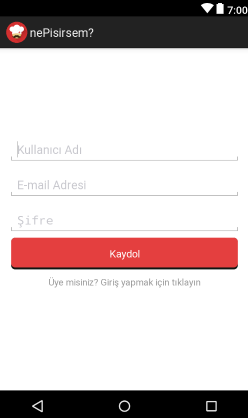 7:00
nePisirsem?
Kullanıcı Adı
E-mail Adresi
Şifre
Kaydol
Üye misiniz? Giriş yapmak için tıklayın